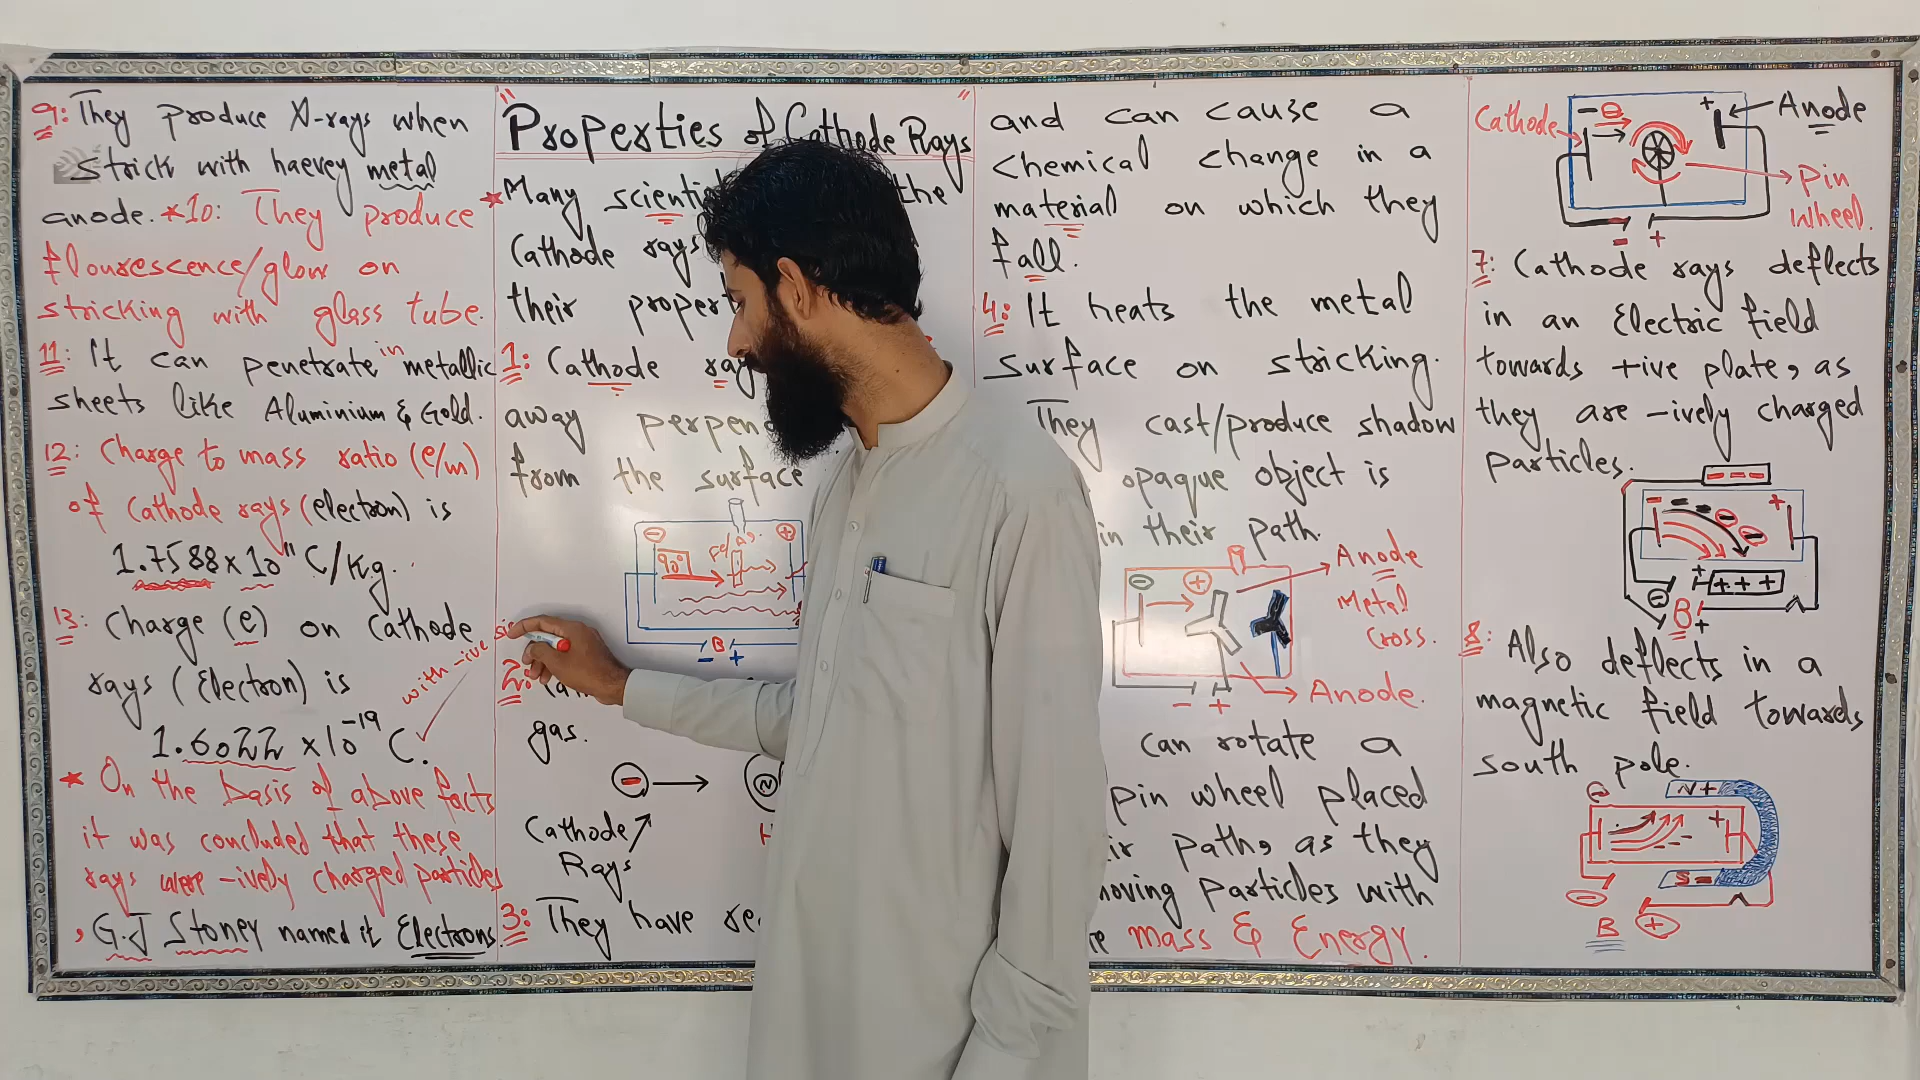 9: They produce X-rays when
strick with haevey metal
anode. *10: They produce
flourescence/glow on
stricking with glass tube.
11: It can penetrate in metallic
sheets like Aluminium & Gold.
12: Charge to mass ratio (e/m)
of Cathode rays (electron) is
1.7588 x 10¹¹ C/Kg.
13: Charge (e) on Cathode
rays (Electron) is
with -ive
1.6022 x 10⁻¹⁹ C.
* On the basis of above facts
it was concluded that these
rays were -ively charged particles
, G.J Stoney named it Electrons.
"Properties of Cathode Rays"
* Many the
Cathode rays
their
1: Cathode
away
from the surface
90°
- +
B
- +
2:
gas.
- → N
Cathode
Rays
3: They have
and can cause a
chemical change in a
material on which they
fall.
4: It heats the metal
surface on stricking.
They cast/produce shadow
opaque object is
in their path.
- +
Anode
Metal
Cross.
- +
Anode.
can rotate a
pin wheel placed
path, as they
particles with
mass & Energy.
Cathode
- -
+
Anode
Pin
Wheel.
- +
7: Cathode rays deflects
in an Electric field
towards +ive plate, as
they are -ively charged
particles.
- - -
- - - - - +
+ + + +
-
B
+
8: Also deflects in a
magnetic field towards
south pole.
- N +
+
S -
-
B +